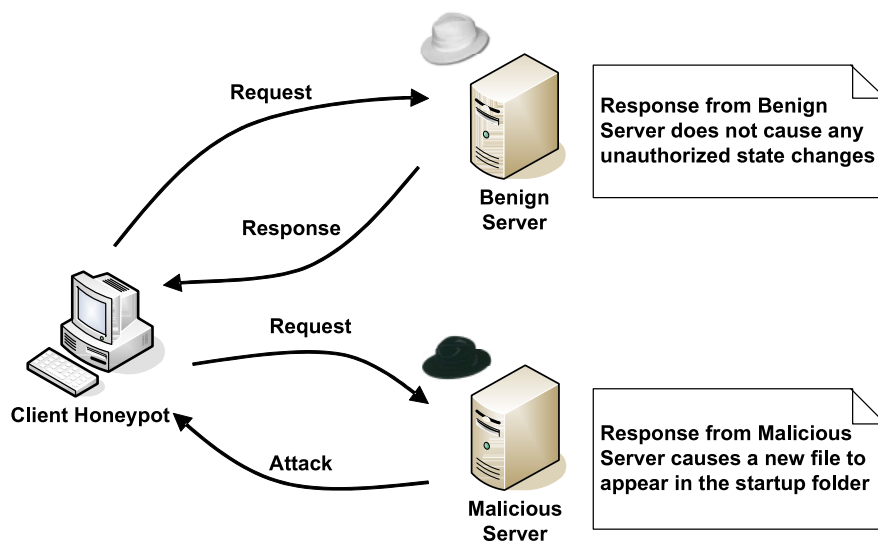 Request
Response from Benign
Server does not cause any
unauthorized state changes
Benign
Server
Response
Request
Client Honeypot
Attack
Malicious
Server
Response from Malicious
Server causes a new file to
appear in the startup folder